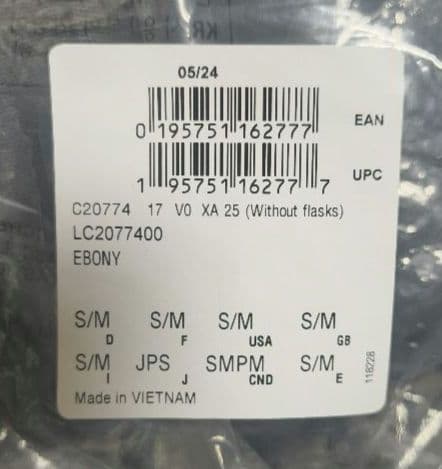 05/24
0 195751 162777
EAN
1 95751 16277 7
UPC
C20774 17 V0 XA 25 (Without flasks)
LC2077400
EBONY
S/M D S/M F S/M USA S/M GB
S/M I JPS J SMPM CND S/M E
118228
Made in VIETNAM